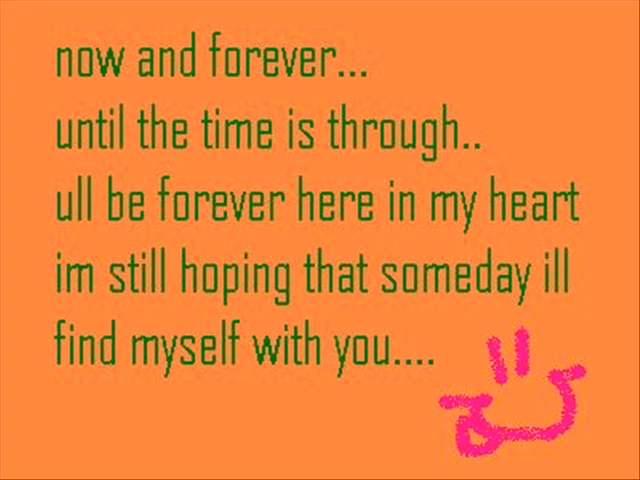 now and forever...
until the time is through..
ull be forever here in my heart
im still hoping that someday ill
find myself with you....